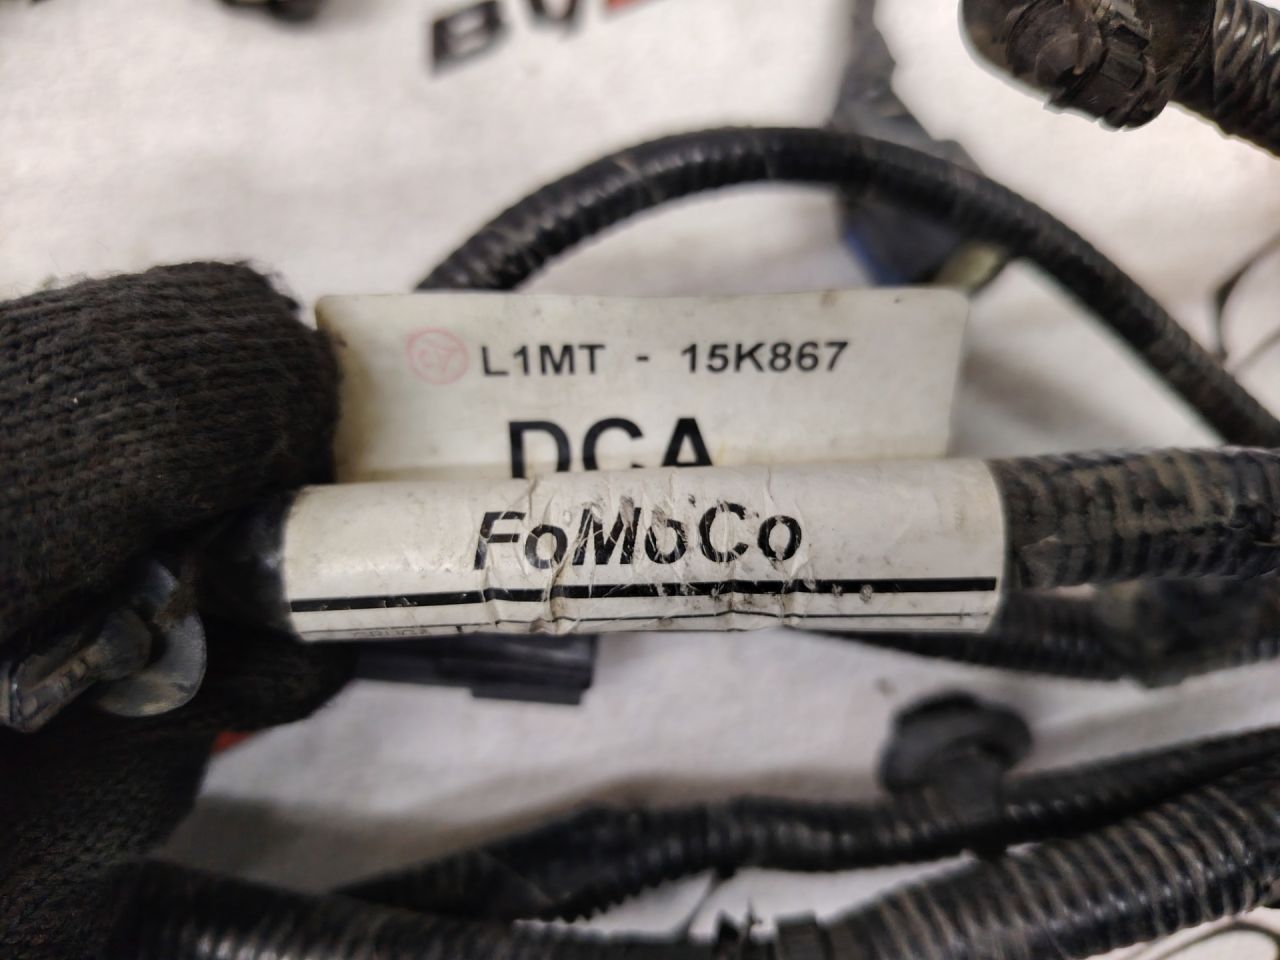 L1MT - 15K867
DCA
FoMoCo